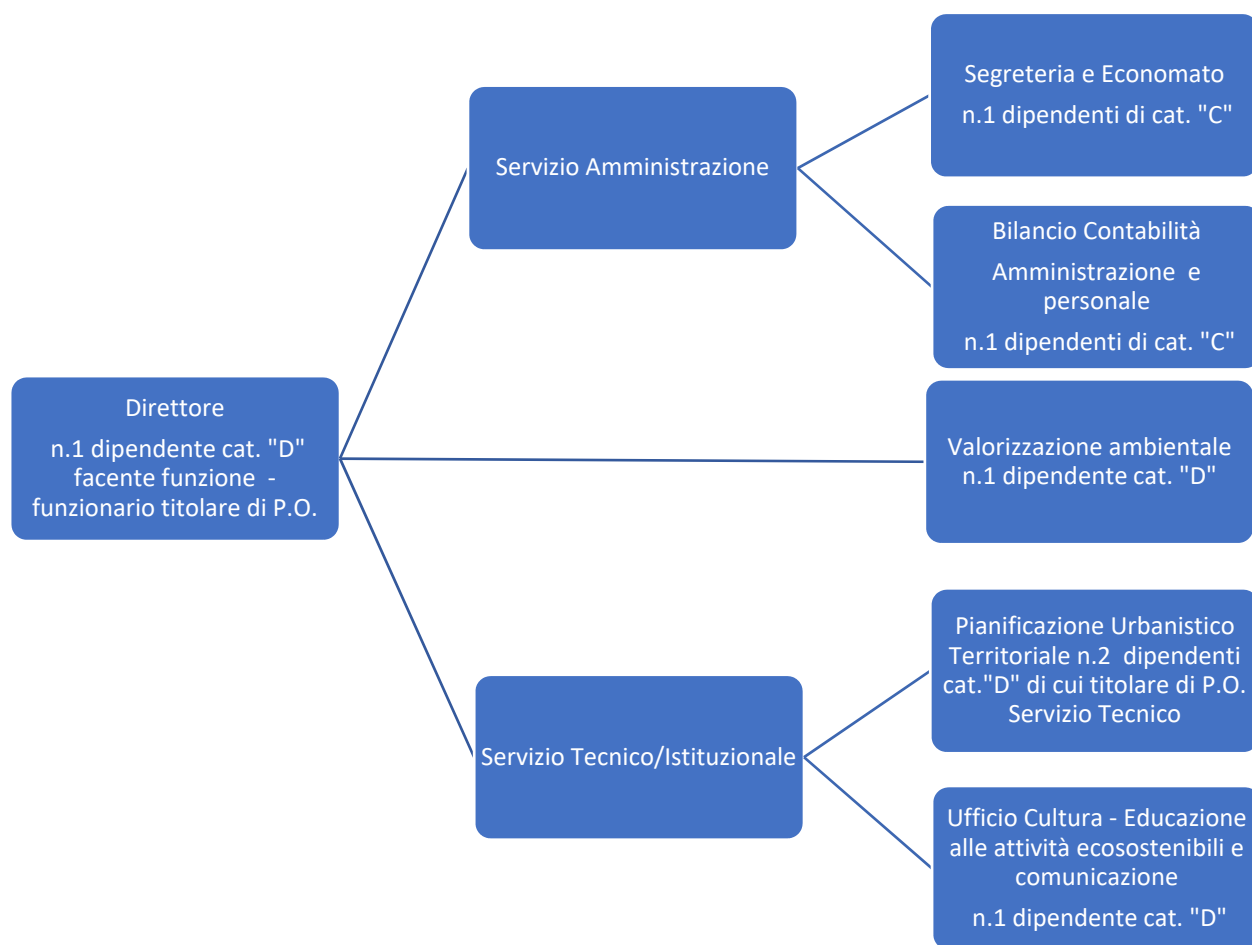 Segreteria e Economato
n.1 dipendenti di cat. "C"
Servizio Amministrazione
Bilancio Contabilità
Amministrazione  e
personale
n.1 dipendenti di cat. "C"
Direttore
n.1 dipendente cat. "D"
facente funzione  -
funzionario titolare di P.O.
Valorizzazione ambientale
n.1 dipendente cat. "D"
Pianificazione Urbanistico
Territoriale n.2  dipendenti
cat."D" di cui titolare di P.O.
Servizio Tecnico
Servizio Tecnico/Istituzionale
Ufficio Cultura - Educazione
alle attività ecosostenibili e
comunicazione
n.1 dipendente cat. "D"